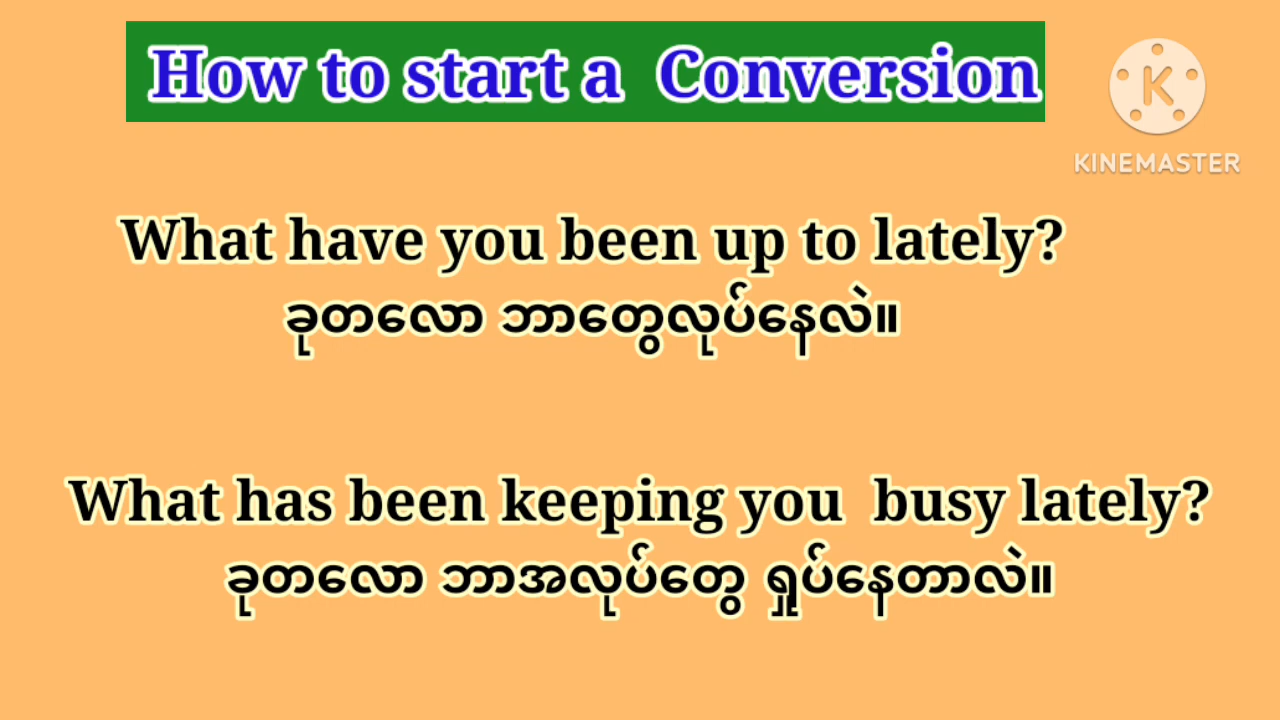 How to start a Conversion
K
KINEMASTER
What have you been up to lately?
ခုတလော ဘာတွေလုပ်နေလဲ။
What has been keeping you busy lately?
ခုတလော ဘာအလုပ်တွေ ရှုပ်နေတာလဲ။